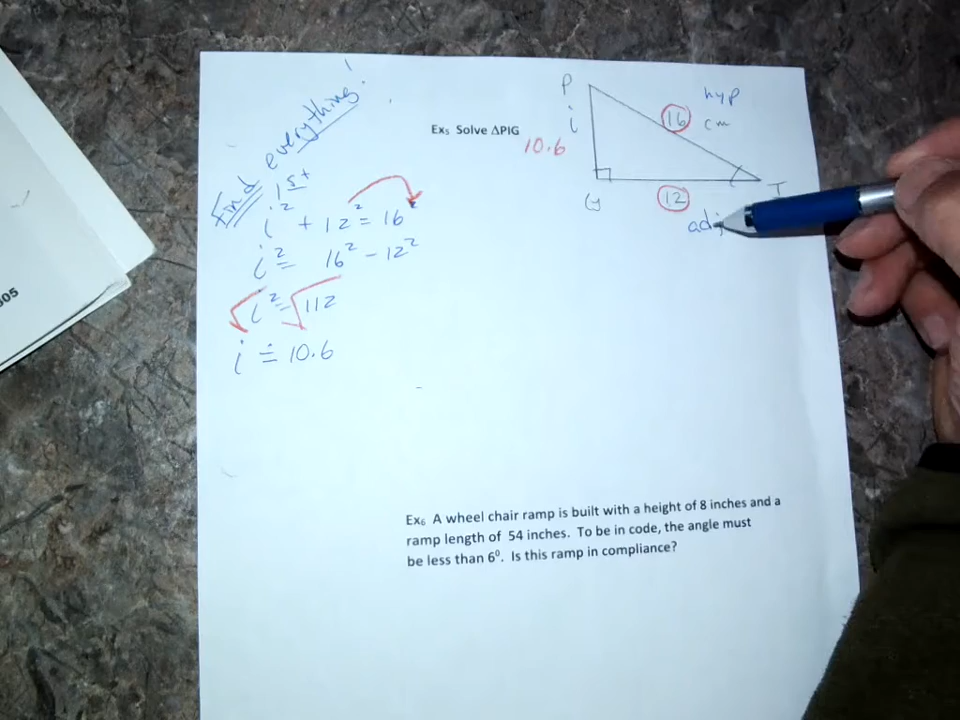 Find everything!
Ex5 Solve ΔPIG
P
i
10.6
16
hyp
cm
G
12
I
adj
1st
i² + 12² = 16²
i² = 16² - 12²
√i² = √112
i ≐ 10.6
005
Ex6 A wheel chair ramp is built with a height of 8 inches and a
ramp length of 54 inches. To be in code, the angle must
be less than 6⁰. Is this ramp in compliance?